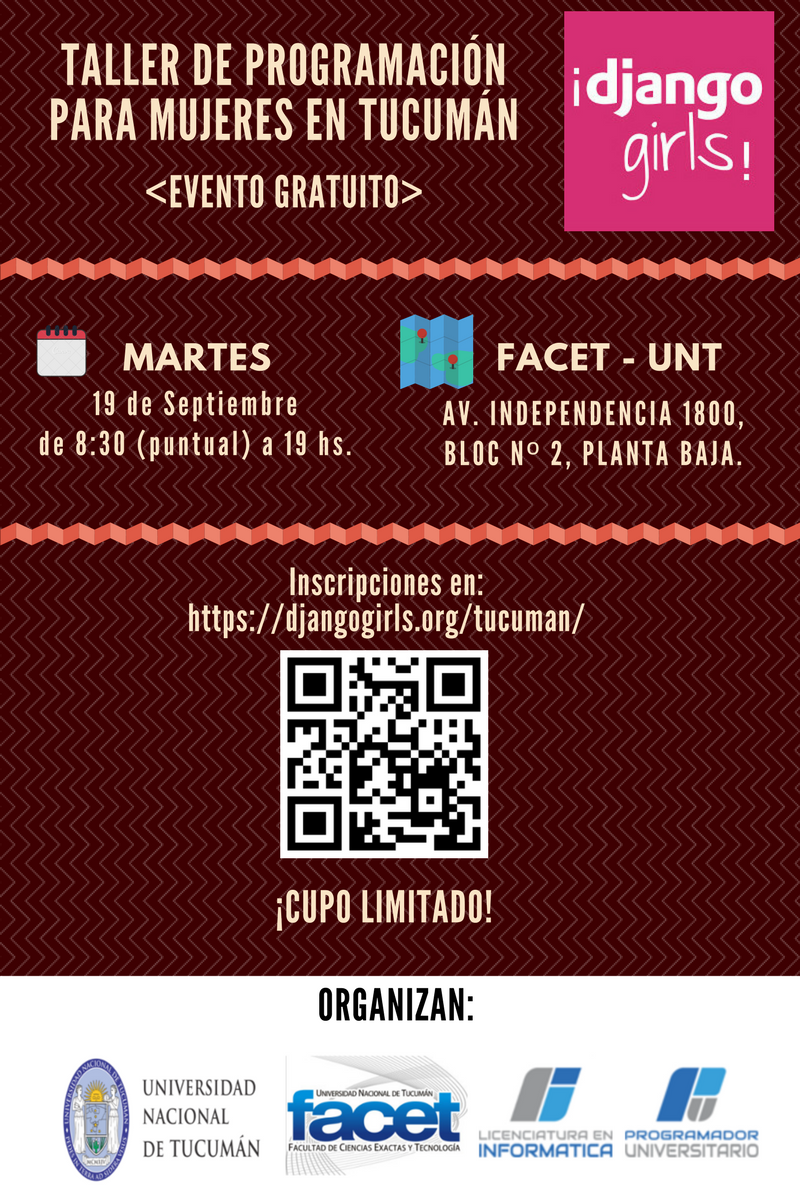 TALLER DE PROGRAMACIÓN
PARA MUJERES EN TUCUMÁN
<EVENTO GRATUITO>
¡django
girls!
MARTES
19 de Septiembre
de 8:30 (puntual) a 19 hs.
FACET - UNT
AV. INDEPENDENCIA 1800,
BLOC Nº 2, PLANTA BAJA.
Inscripciones en:
https://djangogirls.org/tucuman/
¡CUPO LIMITADO!
ORGANIZAN:
UNIVERSIDAD
NACIONAL
DE TUCUMÁN
UNIVERSIDAD NACIONAL DE TUCUMÁN
facet
FACULTAD DE CIENCIAS EXACTAS Y TECNOLOGÍA
LICENCIATURA EN
INFORMATICA
PROGRAMADOR
UNIVERSITARIO